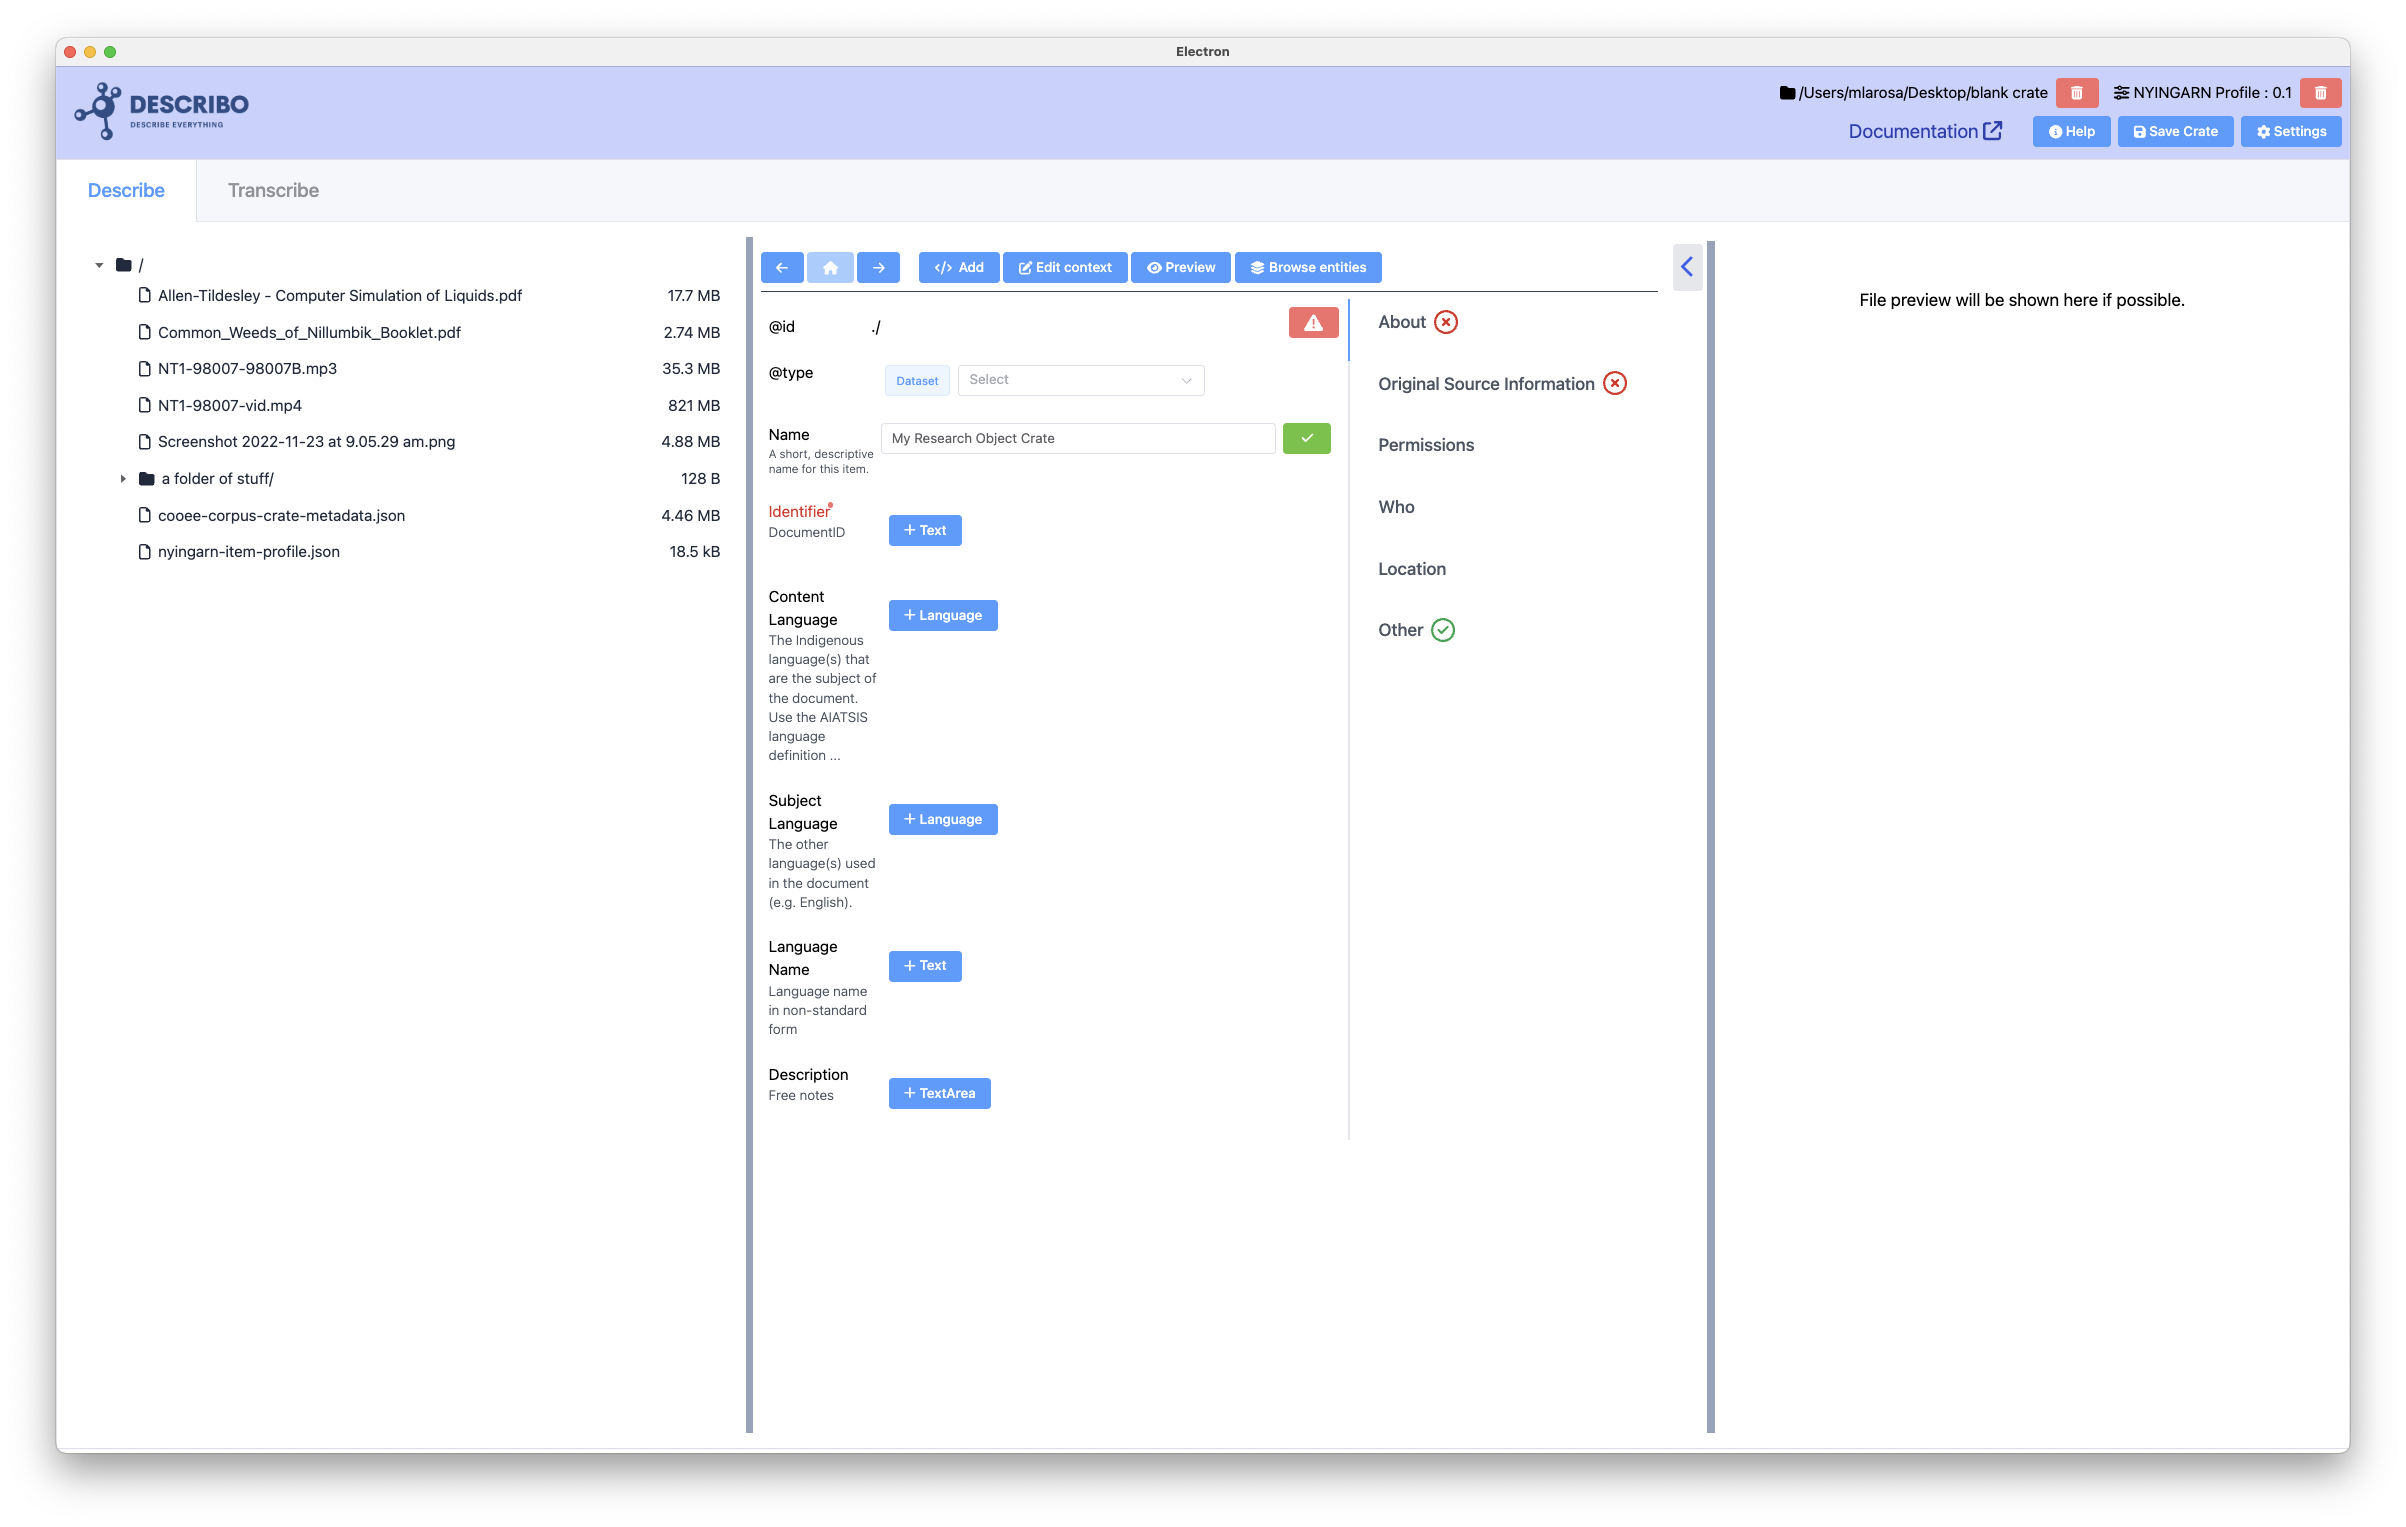 Electron
DESCRIBO
DESCRIBE EVERYTHING
/Users/mlarosa/Desktop/blank crate
NYINGARN Profile : 0.1
Documentation
Help
Save Crate
Settings
Describe
Transcribe
/
Allen-Tildesley - Computer Simulation of Liquids.pdf 17.7 MB
Common_Weeds_of_Nillumbik_Booklet.pdf 2.74 MB
NT1-98007-98007B.mp3 35.3 MB
NT1-98007-vid.mp4 821 MB
Screenshot 2022-11-23 at 9.05.29 am.png 4.88 MB
a folder of stuff/ 128 B
cooee-corpus-crate-metadata.json 4.46 MB
nyingarn-item-profile.json 18.5 kB
</> Add
Edit context
Preview
Browse entities
@id ./
@type Dataset Select
Name
A short, descriptive
name for this item.
My Research Object Crate
Identifier
DocumentID
+ Text
Content
Language
The Indigenous
language(s) that
are the subject of
the document.
Use the AIATSIS
language
definition ...
+ Language
Subject
Language
The other
language(s) used
in the document
(e.g. English).
+ Language
Language
Name
Language name
in non-standard
form
+ Text
Description
Free notes
+ TextArea
About
Original Source Information
Permissions
Who
Location
Other
File preview will be shown here if possible.